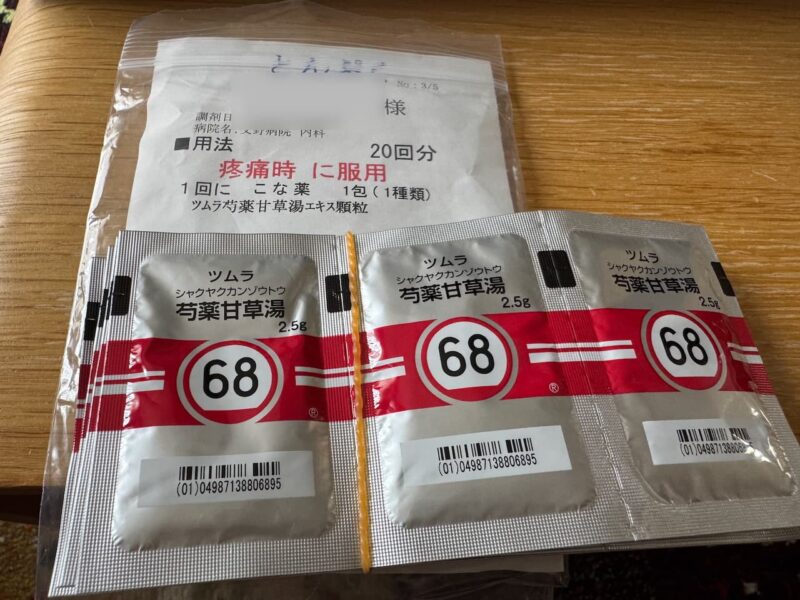 とんぷく
No:3/5
様
調剤日
病院名: 内科
■用法 20回分
疼痛時 に服用
1回に こな薬 1包(1種類)
ツムラ芍薬甘草湯エキス顆粒
ツムラ
シャクヤクカンゾウトウ
芍薬甘草湯
2.5g
68
®
(01)04987138806895
ツムラ
シャクヤクカンゾウトウ
芍薬甘草湯
2.5g
68
®
(01)04987138806895
ツムラ
シャクヤクカンゾウトウ
芍薬甘草湯
2.5g
68
®
(01)0498713880689